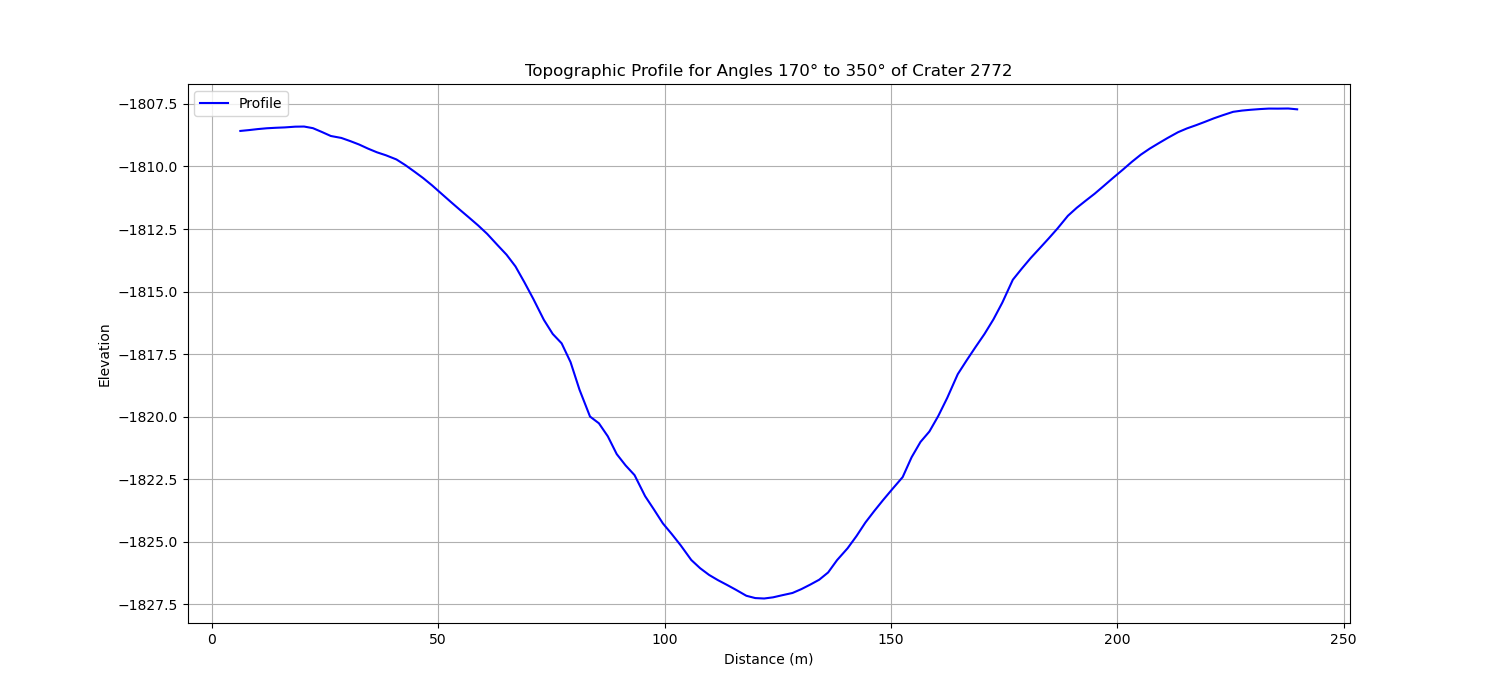 Topographic Profile for Angles 170° to 350° of Crater 2772
Profile
−1807.5
−1810.0
−1812.5
−1815.0
−1817.5
−1820.0
−1822.5
−1825.0
−1827.5
Elevation
0 50 100 150 200 250
Distance (m)